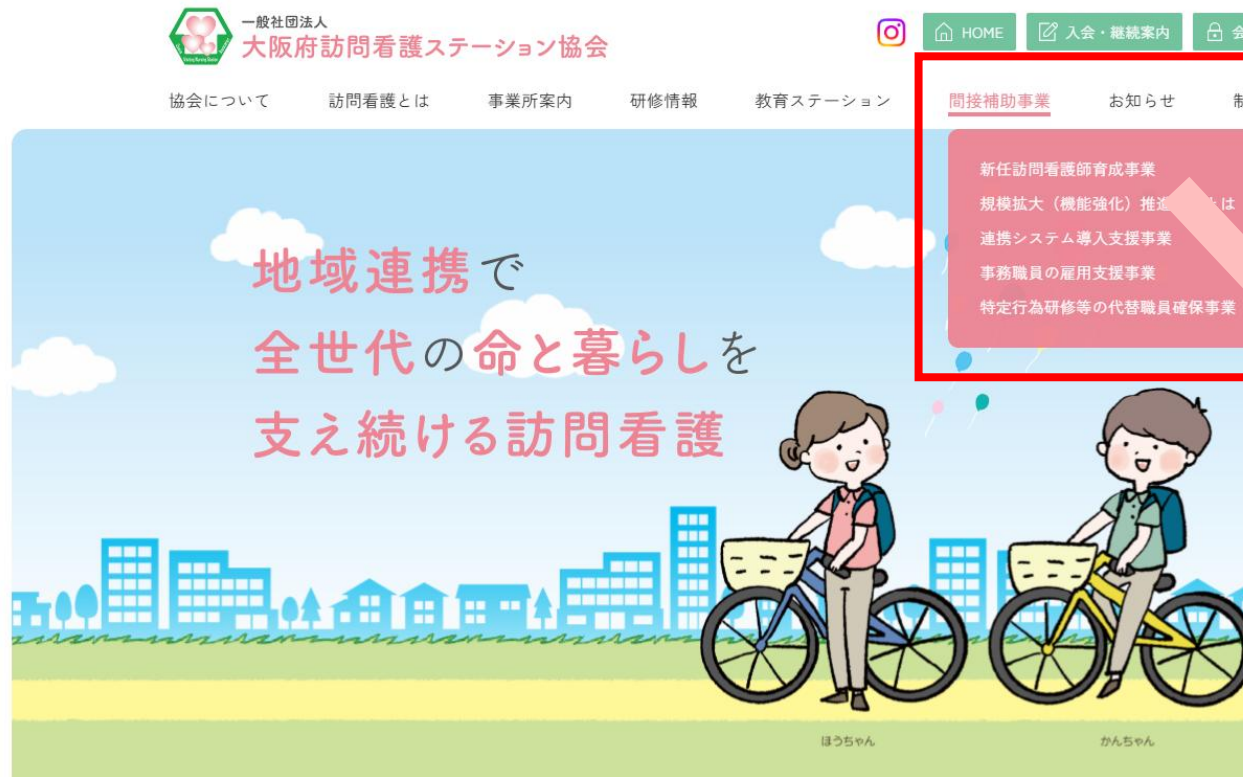 一般社団法人
大阪府訪問看護ステーション協会
HOME
入会・継続案内
協会について
訪問看護とは
事業所案内
研修情報
教育ステーション
間接補助事業
お知らせ
新任訪問看護師育成事業
規模拡大（機能強化）推進 とは
連携システム導入支援事業
事務職員の雇用支援事業
特定行為研修等の代替職員確保事業
地域連携で
全世代の命と暮らしを
支え続ける訪問看護
ほうちゃん
かんちゃん